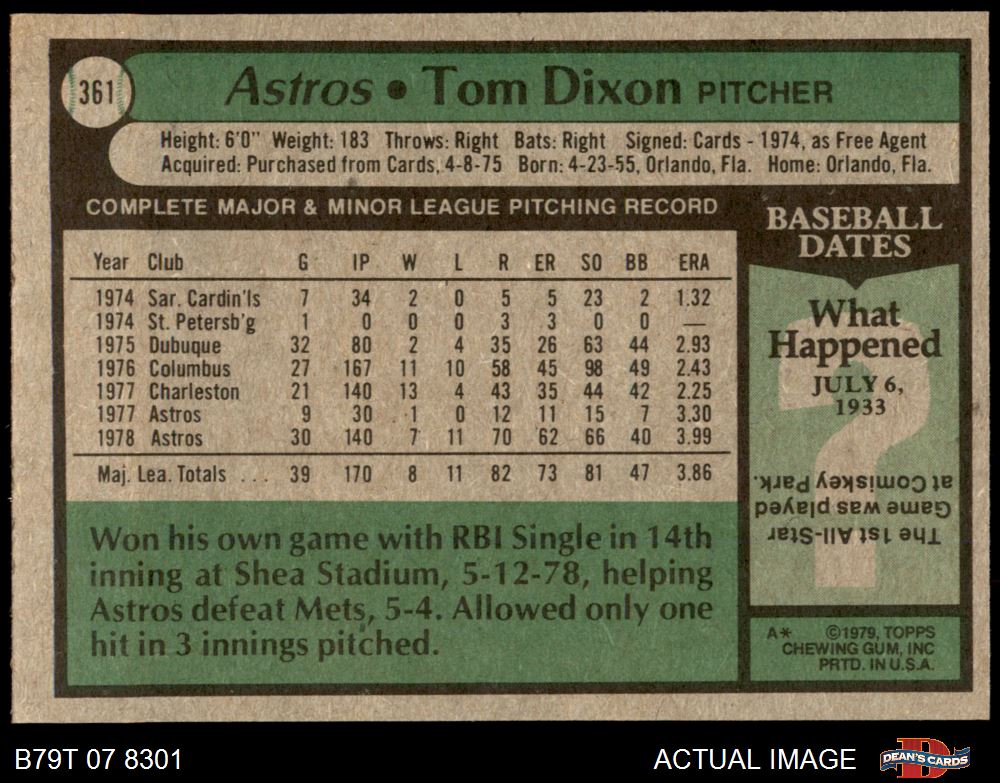 361
Astros • Tom Dixon PITCHER
Height: 6'0" Weight: 183 Throws: Right Bats: Right Signed: Cards - 1974, as Free Agent
Acquired: Purchased from Cards, 4-8-75 Born: 4-23-55, Orlando, Fla. Home: Orlando, Fla.
COMPLETE MAJOR & MINOR LEAGUE PITCHING RECORD
Year Club G IP W L R ER SO BB ERA
1974 Sar. Cardin'ls 7 34 2 0 5 5 23 2 1.32
1974 St. Petersb'g 1 0 0 0 3 3 0 0 —
1975 Dubuque 32 80 2 4 35 26 63 44 2.93
1976 Columbus 27 167 11 10 58 45 98 49 2.43
1977 Charleston 21 140 13 4 43 35 44 42 2.25
1977 Astros 9 30 1 0 12 11 15 7 3.30
1978 Astros 30 140 7 11 70 62 66 40 3.99
Maj. Lea. Totals ... 39 170 8 11 82 73 81 47 3.86
Won his own game with RBI Single in 14th
inning at Shea Stadium, 5-12-78, helping
Astros defeat Mets, 5-4. Allowed only one
hit in 3 innings pitched.
BASEBALL
DATES
What
Happened
JULY 6,
1933
The 1st All-Star
Game was played
at Comiskey Park.
A* ©1979, TOPPS
CHEWING GUM, INC
PRTD. IN U.S.A.
B79T 07 8301
ACTUAL IMAGE
DEAN'S CARDS